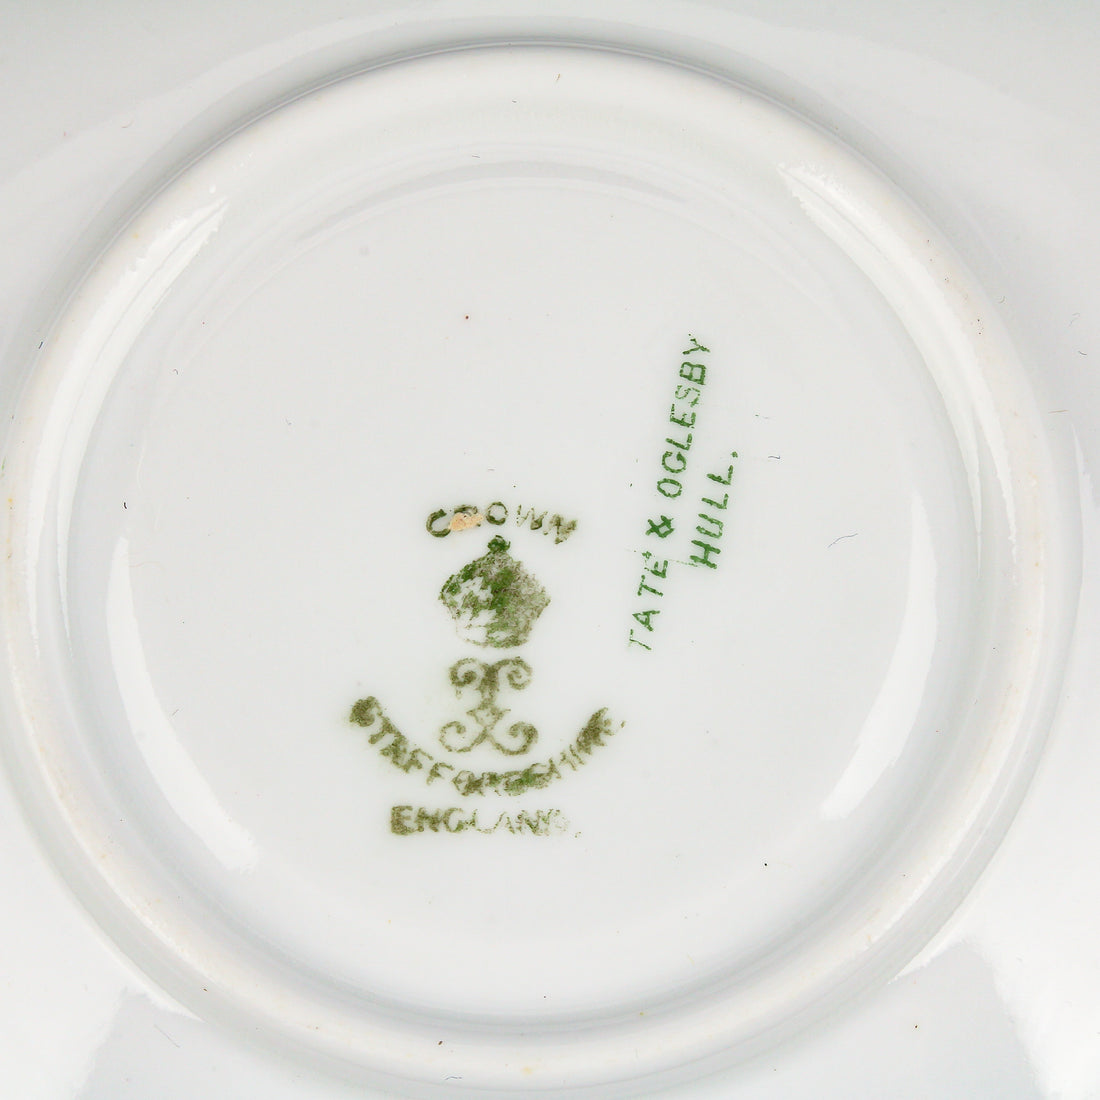 CROWN
STAFFORDSHIRE
ENGLAND.
TATE & OGLESBY
HULL.